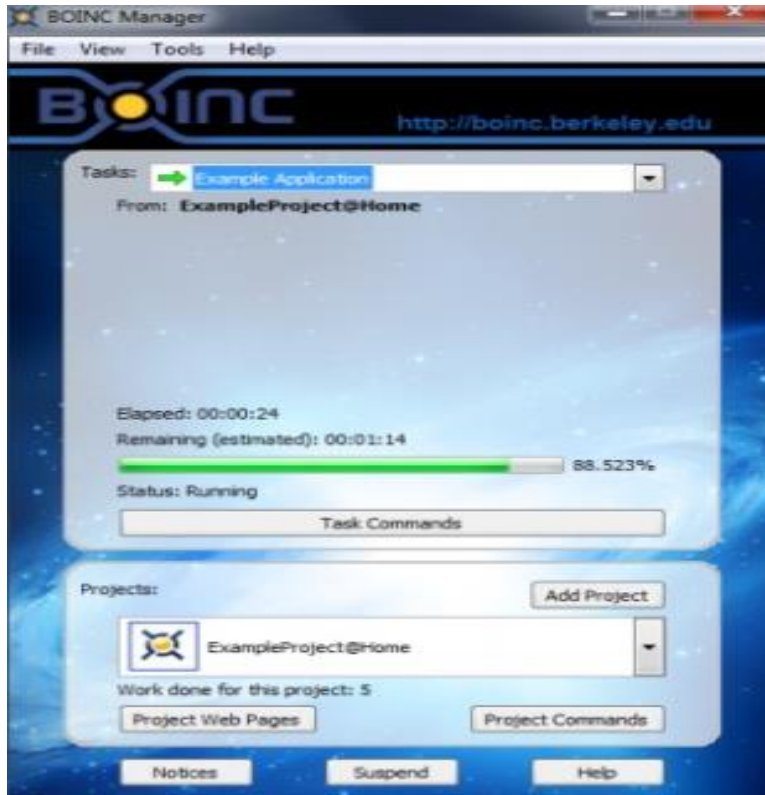 BOINC Manager
File View Tools Help
BOINC
http://boinc.berkeley.edu
Tasks: Example Application
From: ExampleProject@Home
Elapsed: 00:00:24
Remaining (estimated): 00:01:14
88.523%
Status: Running
Task Commands
Projects:
Add Project
ExampleProject@Home
Work done for this project: 5
Project Web Pages Project Commands
Notices Suspend Help